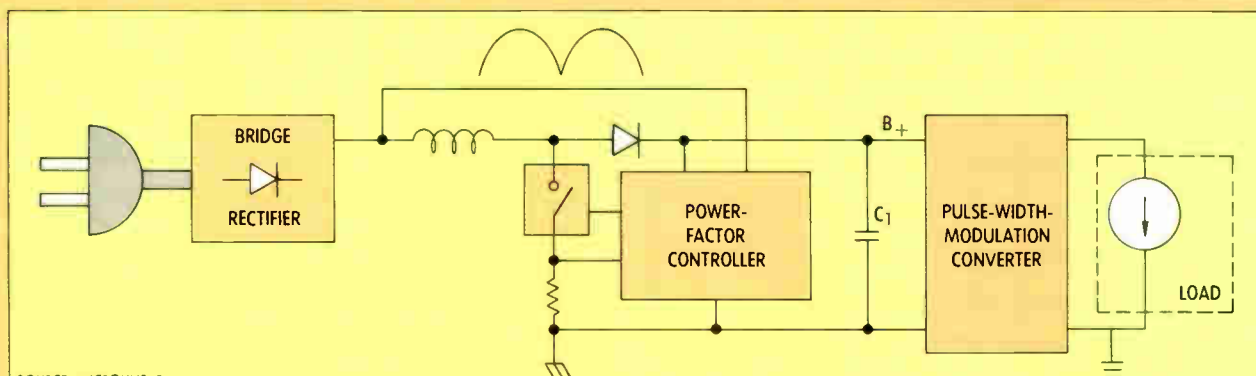 BRIDGE
RECTIFIER
POWER-
FACTOR
CONTROLLER
B+
C1
PULSE-WIDTH-
MODULATION
CONVERTER
LOAD